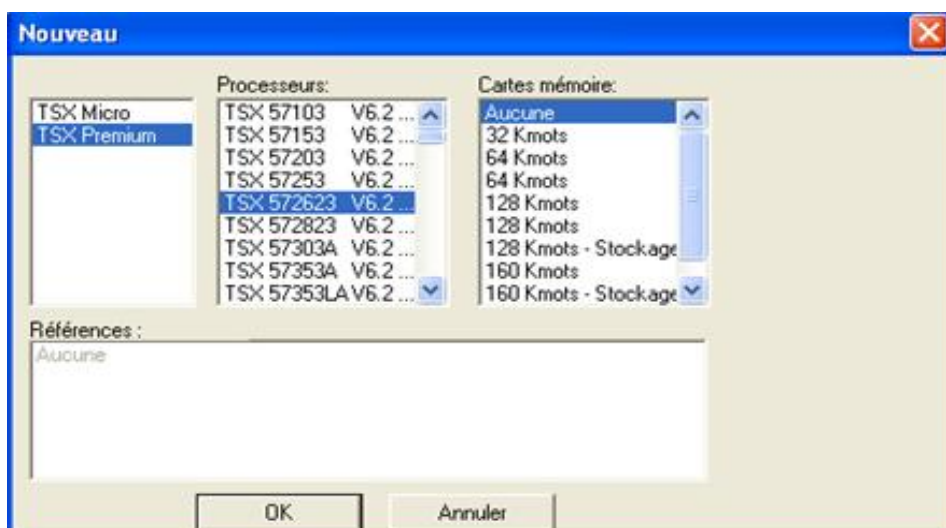 Nouveau
TSX Micro
TSX Premium
Processeurs:
TSX 57103 V6.2 ...
TSX 57153 V6.2 ...
TSX 57203 V6.2 ...
TSX 57253 V6.2 ...
TSX 572623 V6.2 ...
TSX 572823 V6.2 ...
TSX 57303A V6.2 ...
TSX 57353A V6.2 ...
TSX 57353LA V6.2 ...
Cartes mémoire:
Aucune
32 Kmots
64 Kmots
64 Kmots
128 Kmots
128 Kmots
128 Kmots - Stockage
160 Kmots
160 Kmots - Stockage
Références :
Aucune
OK
Annuler